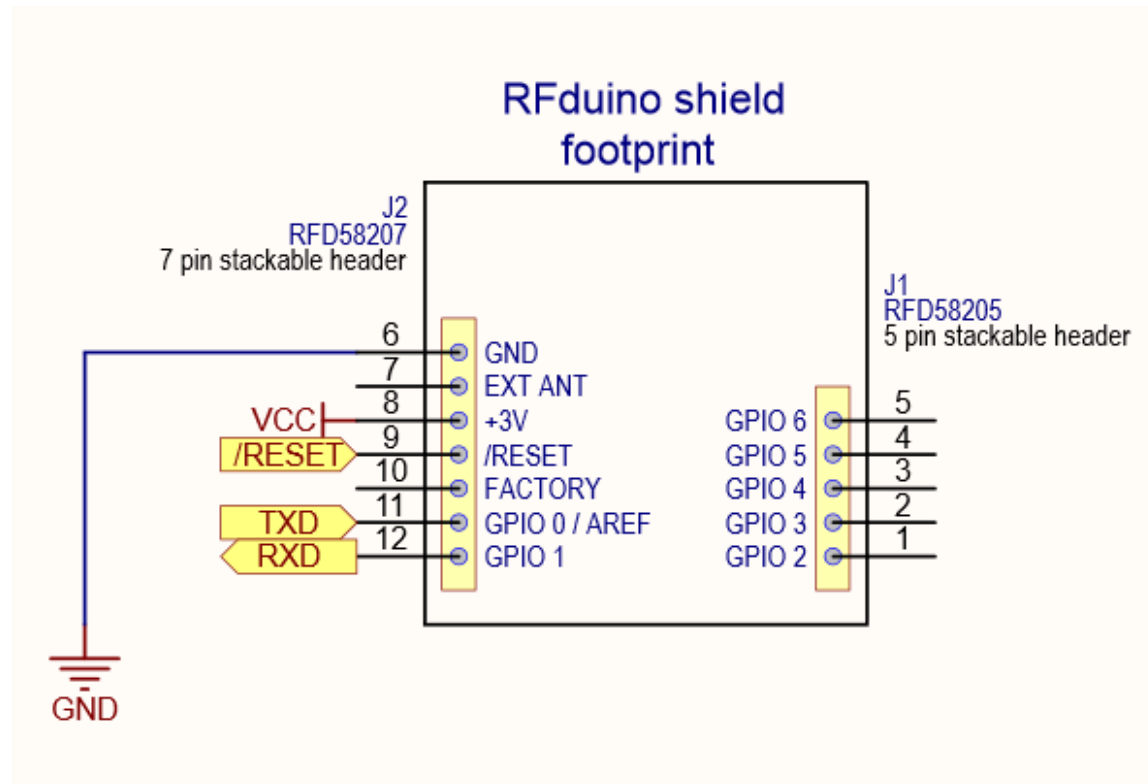 RFduino shield
footprint
J2
RFD58207
7 pin stackable header
J1
RFD58205
5 pin stackable header
6 GND
7 EXT ANT
VCC 8 +3V
/RESET 9 /RESET
10 FACTORY
TXD 11 GPIO 0 / AREF
RXD 12 GPIO 1
GPIO 6 5
GPIO 5 4
GPIO 4 3
GPIO 3 2
GPIO 2 1
GND